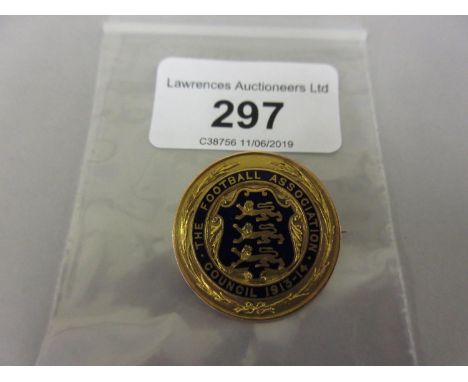 Lawrences Auctioneers Ltd
297
C38756 11/06/2019
· THE FOOTBALL ASSOCIATION ·
COUNCIL 1913-14